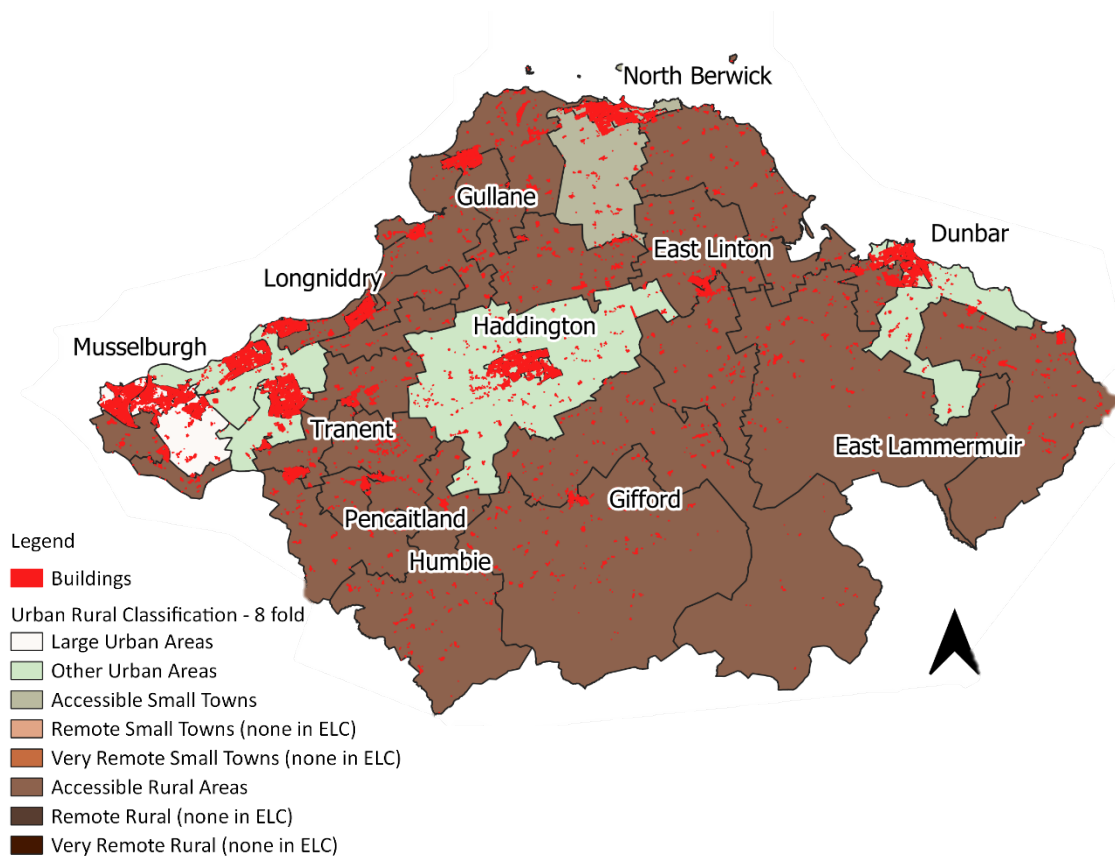 North Berwick
Gullane
Dunbar
East Linton
Longniddry
Haddington
Musselburgh
Tranent
East Lammermuir
Gifford
Pencaitland
Humbie
Legend
Buildings
Urban Rural Classification - 8 fold
Large Urban Areas
Other Urban Areas
Accessible Small Towns
Remote Small Towns (none in ELC)
Very Remote Small Towns (none in ELC)
Accessible Rural Areas
Remote Rural (none in ELC)
Very Remote Rural (none in ELC)